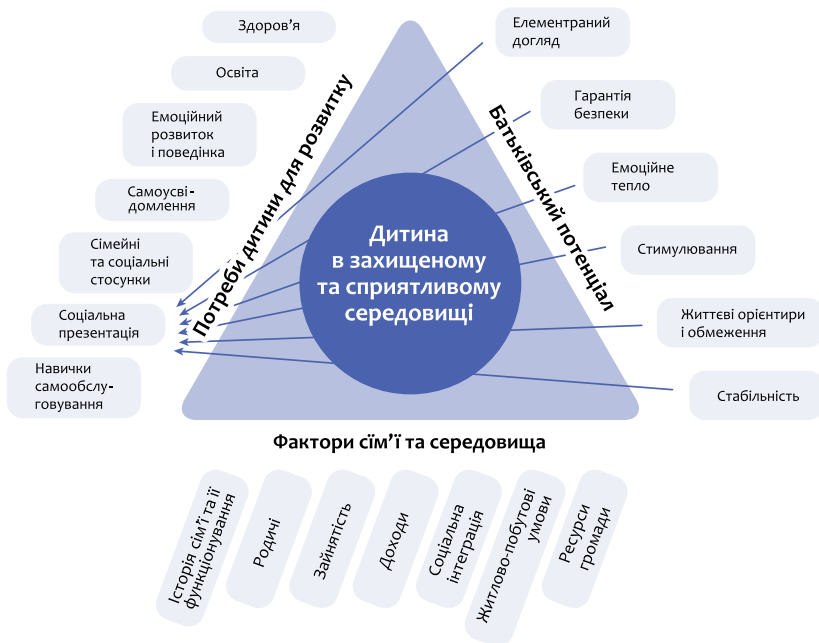 Здоров’я
Освіта
Емоційний
розвиток
і поведінка
Самоусві-
домлення
Сімейні
та соціальні
стосунки
Соціальна
презентація
Навички
самообслу-
говування
Потреби дитини для розвитку
Дитина
в захищеному
та сприятливому
середовищі
Батьківський потенціал
Елементраний
догляд
Гарантія
безпеки
Емоційне
тепло
Стимулювання
Життєві орієнтири
і обмеження
Стабільність
Фактори сїм’ї та середовища
Історія сім’ї та її
функціонування
Родичі
Зайнятість
Доходи
Соціальна
інтеграція
Житлово-побутові
умови
Ресурси
громади